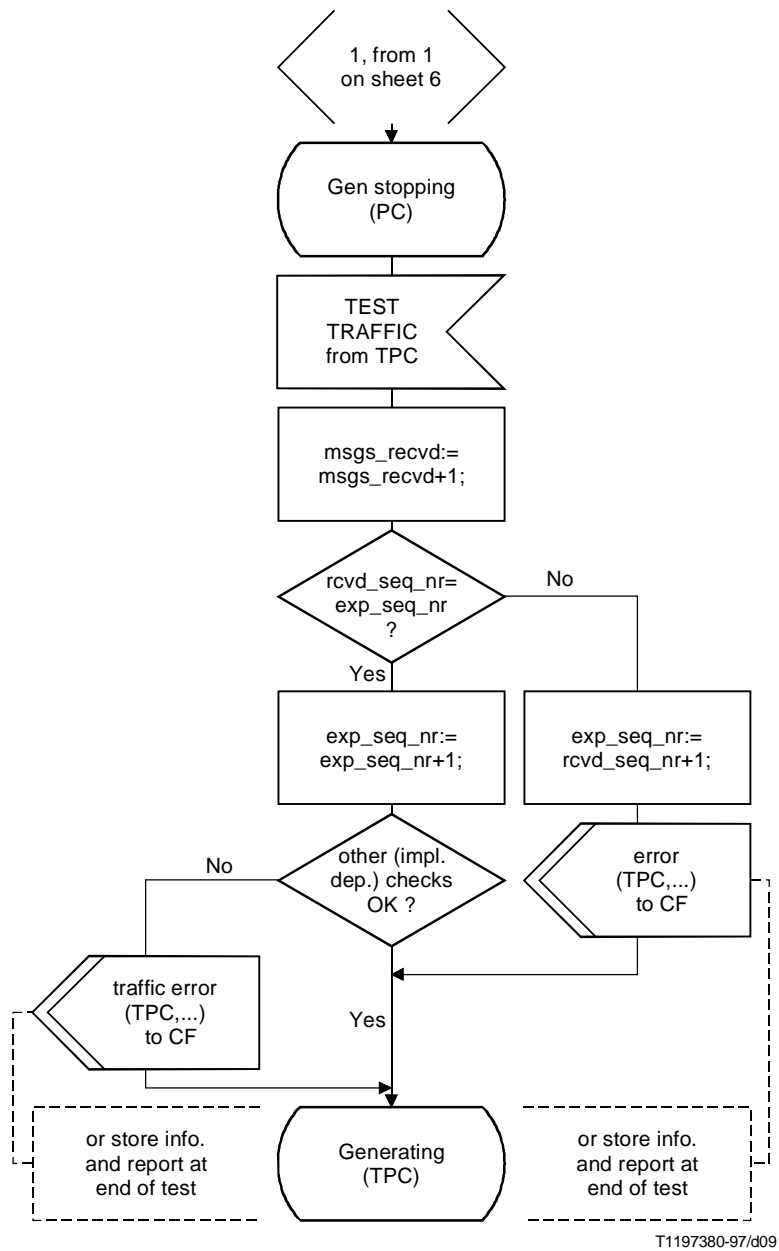 1, from 1
on sheet 6
Gen stopping
(PC)
TEST
TRAFFIC
from TPC
msgs_recvd:=
msgs_recvd+1;
rcvd_seq_nr=
exp_seq_nr
?
No
Yes
exp_seq_nr:=
exp_seq_nr+1;
exp_seq_nr:=
rcvd_seq_nr+1;
No
other (impl.
dep.) checks
OK ?
error
(TPC,...)
to CF
traffic error
(TPC,...)
to CF
Yes
or store info.
and report at
end of test
Generating
(TPC)
or store info.
and report at
end of test
T1197380-97/d09